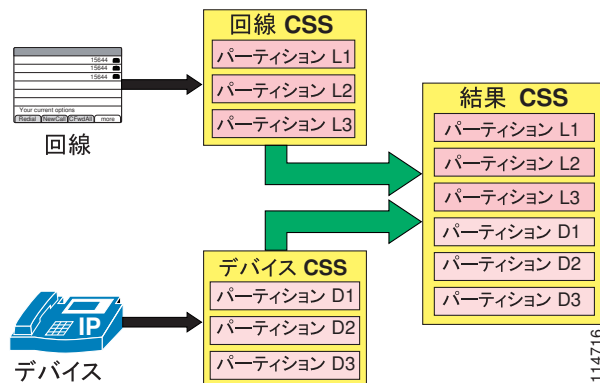 15644
15644
15644
Your current options
Redial NewCall CFwdAll more
回線
回線 CSS
パーティション L1
パーティション L2
パーティション L3
IP
デバイス
デバイス CSS
パーティション D1
パーティション D2
パーティション D3
結果 CSS
パーティション L1
パーティション L2
パーティション L3
パーティション D1
パーティション D2
パーティション D3
114716